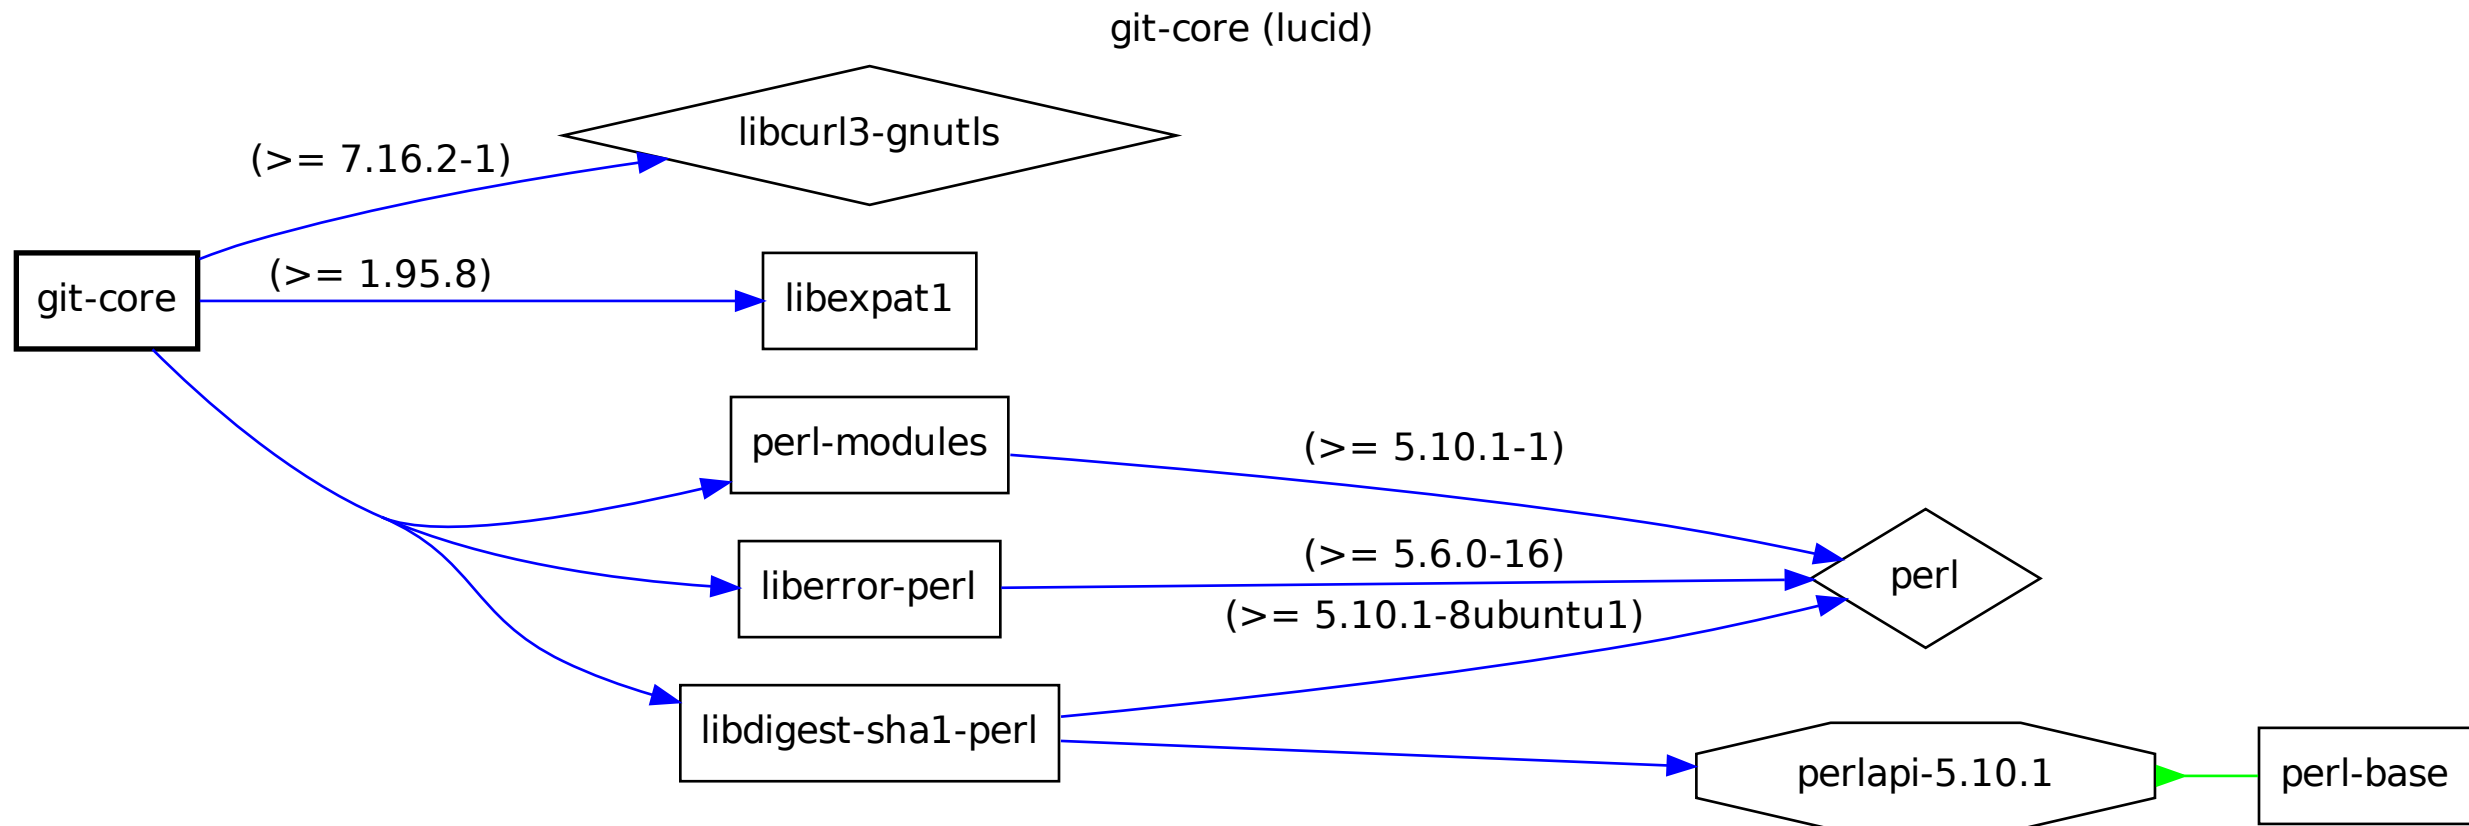 git-core (lucid)
libcurl3-gnutls
(>= 7.16.2-1)
git-core
(>= 1.95.8)
libexpat1
perl-modules
(>= 5.10.1-1)
liberror-perl
(>= 5.6.0-16)
perl
(>= 5.10.1-8ubuntu1)
libdigest-sha1-perl
perlapi-5.10.1
perl-base